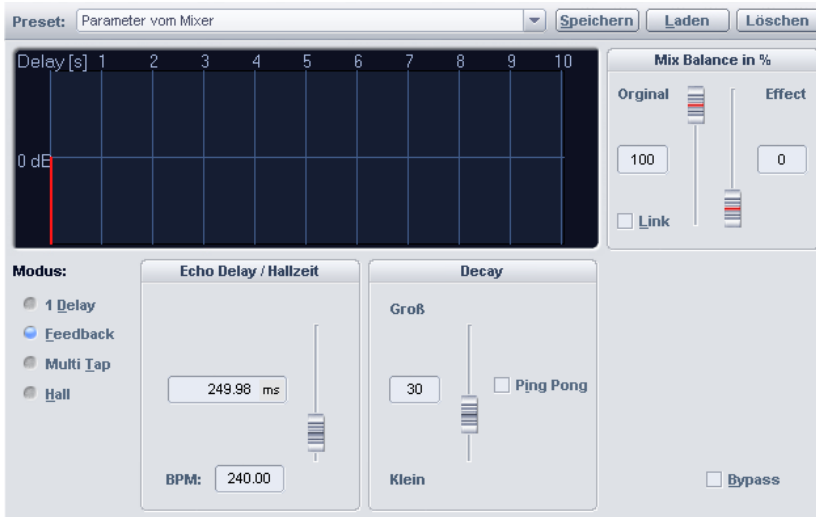 Preset: Parameter vom Mixer Speichern Laden Löschen
Delay [s] 1 2 3 4 5 6 7 8 9 10
0 dB
Mix Balance in %
Orginal Effect
100 0
Link
Modus:
1 Delay
Feedback
Multi Tap
Hall
Echo Delay / Hallzeit
249.98 ms
BPM: 240.00
Decay
Groß
30 Ping Pong
Klein
Bypass